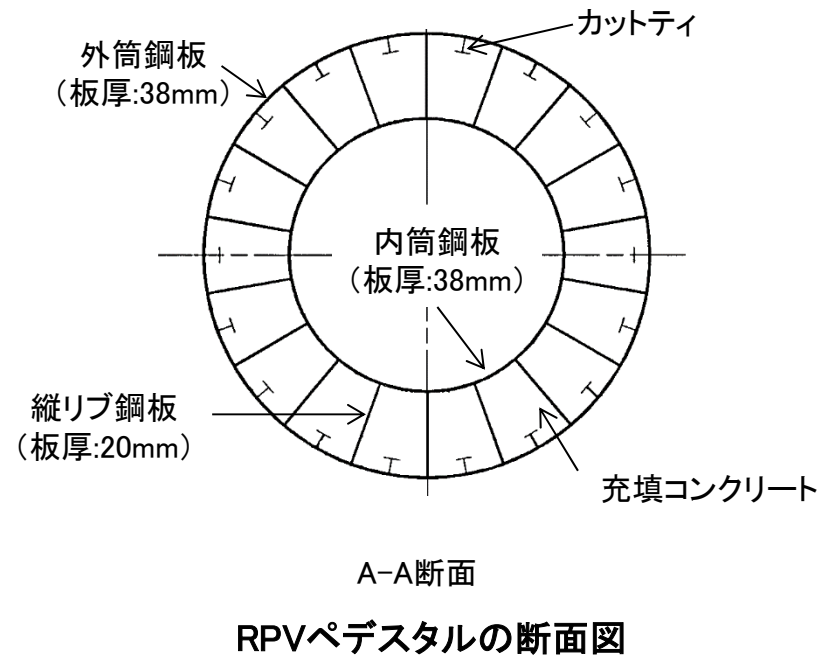 カットティ
外筒鋼板
（板厚:38mm）
内筒鋼板
（板厚:38mm）
縦リブ鋼板
（板厚:20mm）
充填コンクリート
A-A断面
RPVペデスタルの断面図